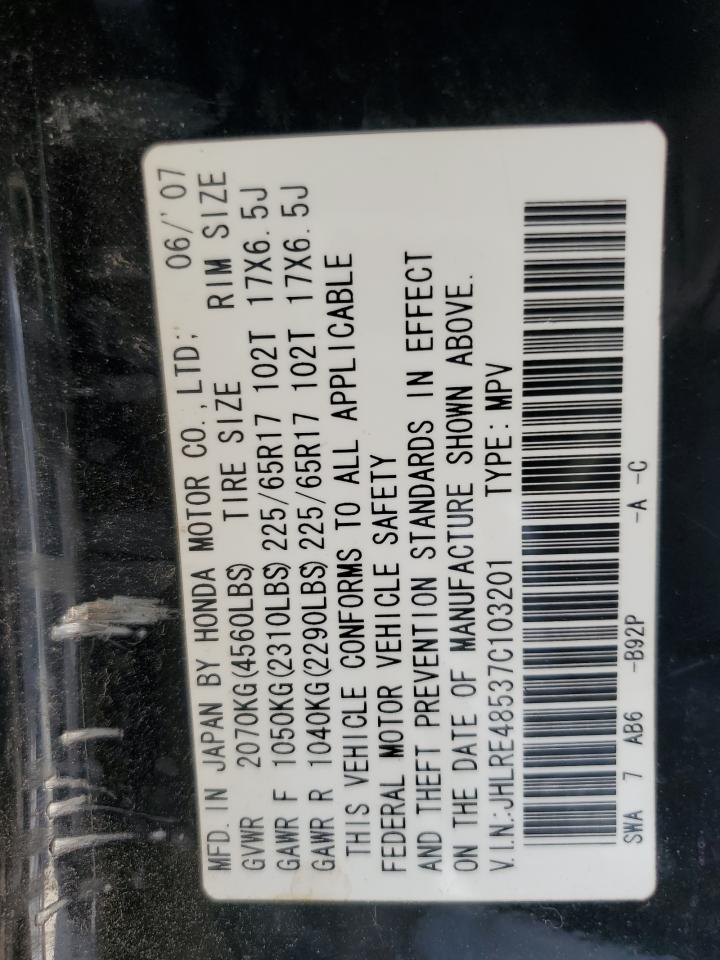 MFD. IN JAPAN BY HONDA MOTOR CO., LTD; 06/'07
GVWR 2070KG(4560LBS) TIRE SIZE RIM SIZE
GAWR F 1050KG(2310LBS) 225/65R17 102T 17X6.5J
GAWR R 1040KG(2290LBS) 225/65R17 102T 17X6.5J
THIS VEHICLE CONFORMS TO ALL APPLICABLE
FEDERAL MOTOR VEHICLE SAFETY
AND THEFT PREVENTION STANDARDS IN EFFECT
ON THE DATE OF MANUFACTURE SHOWN ABOVE.
V.I.N:JHLRE48537C103201 TYPE:MPV
SWA 7 AB6 -B92P -A -C